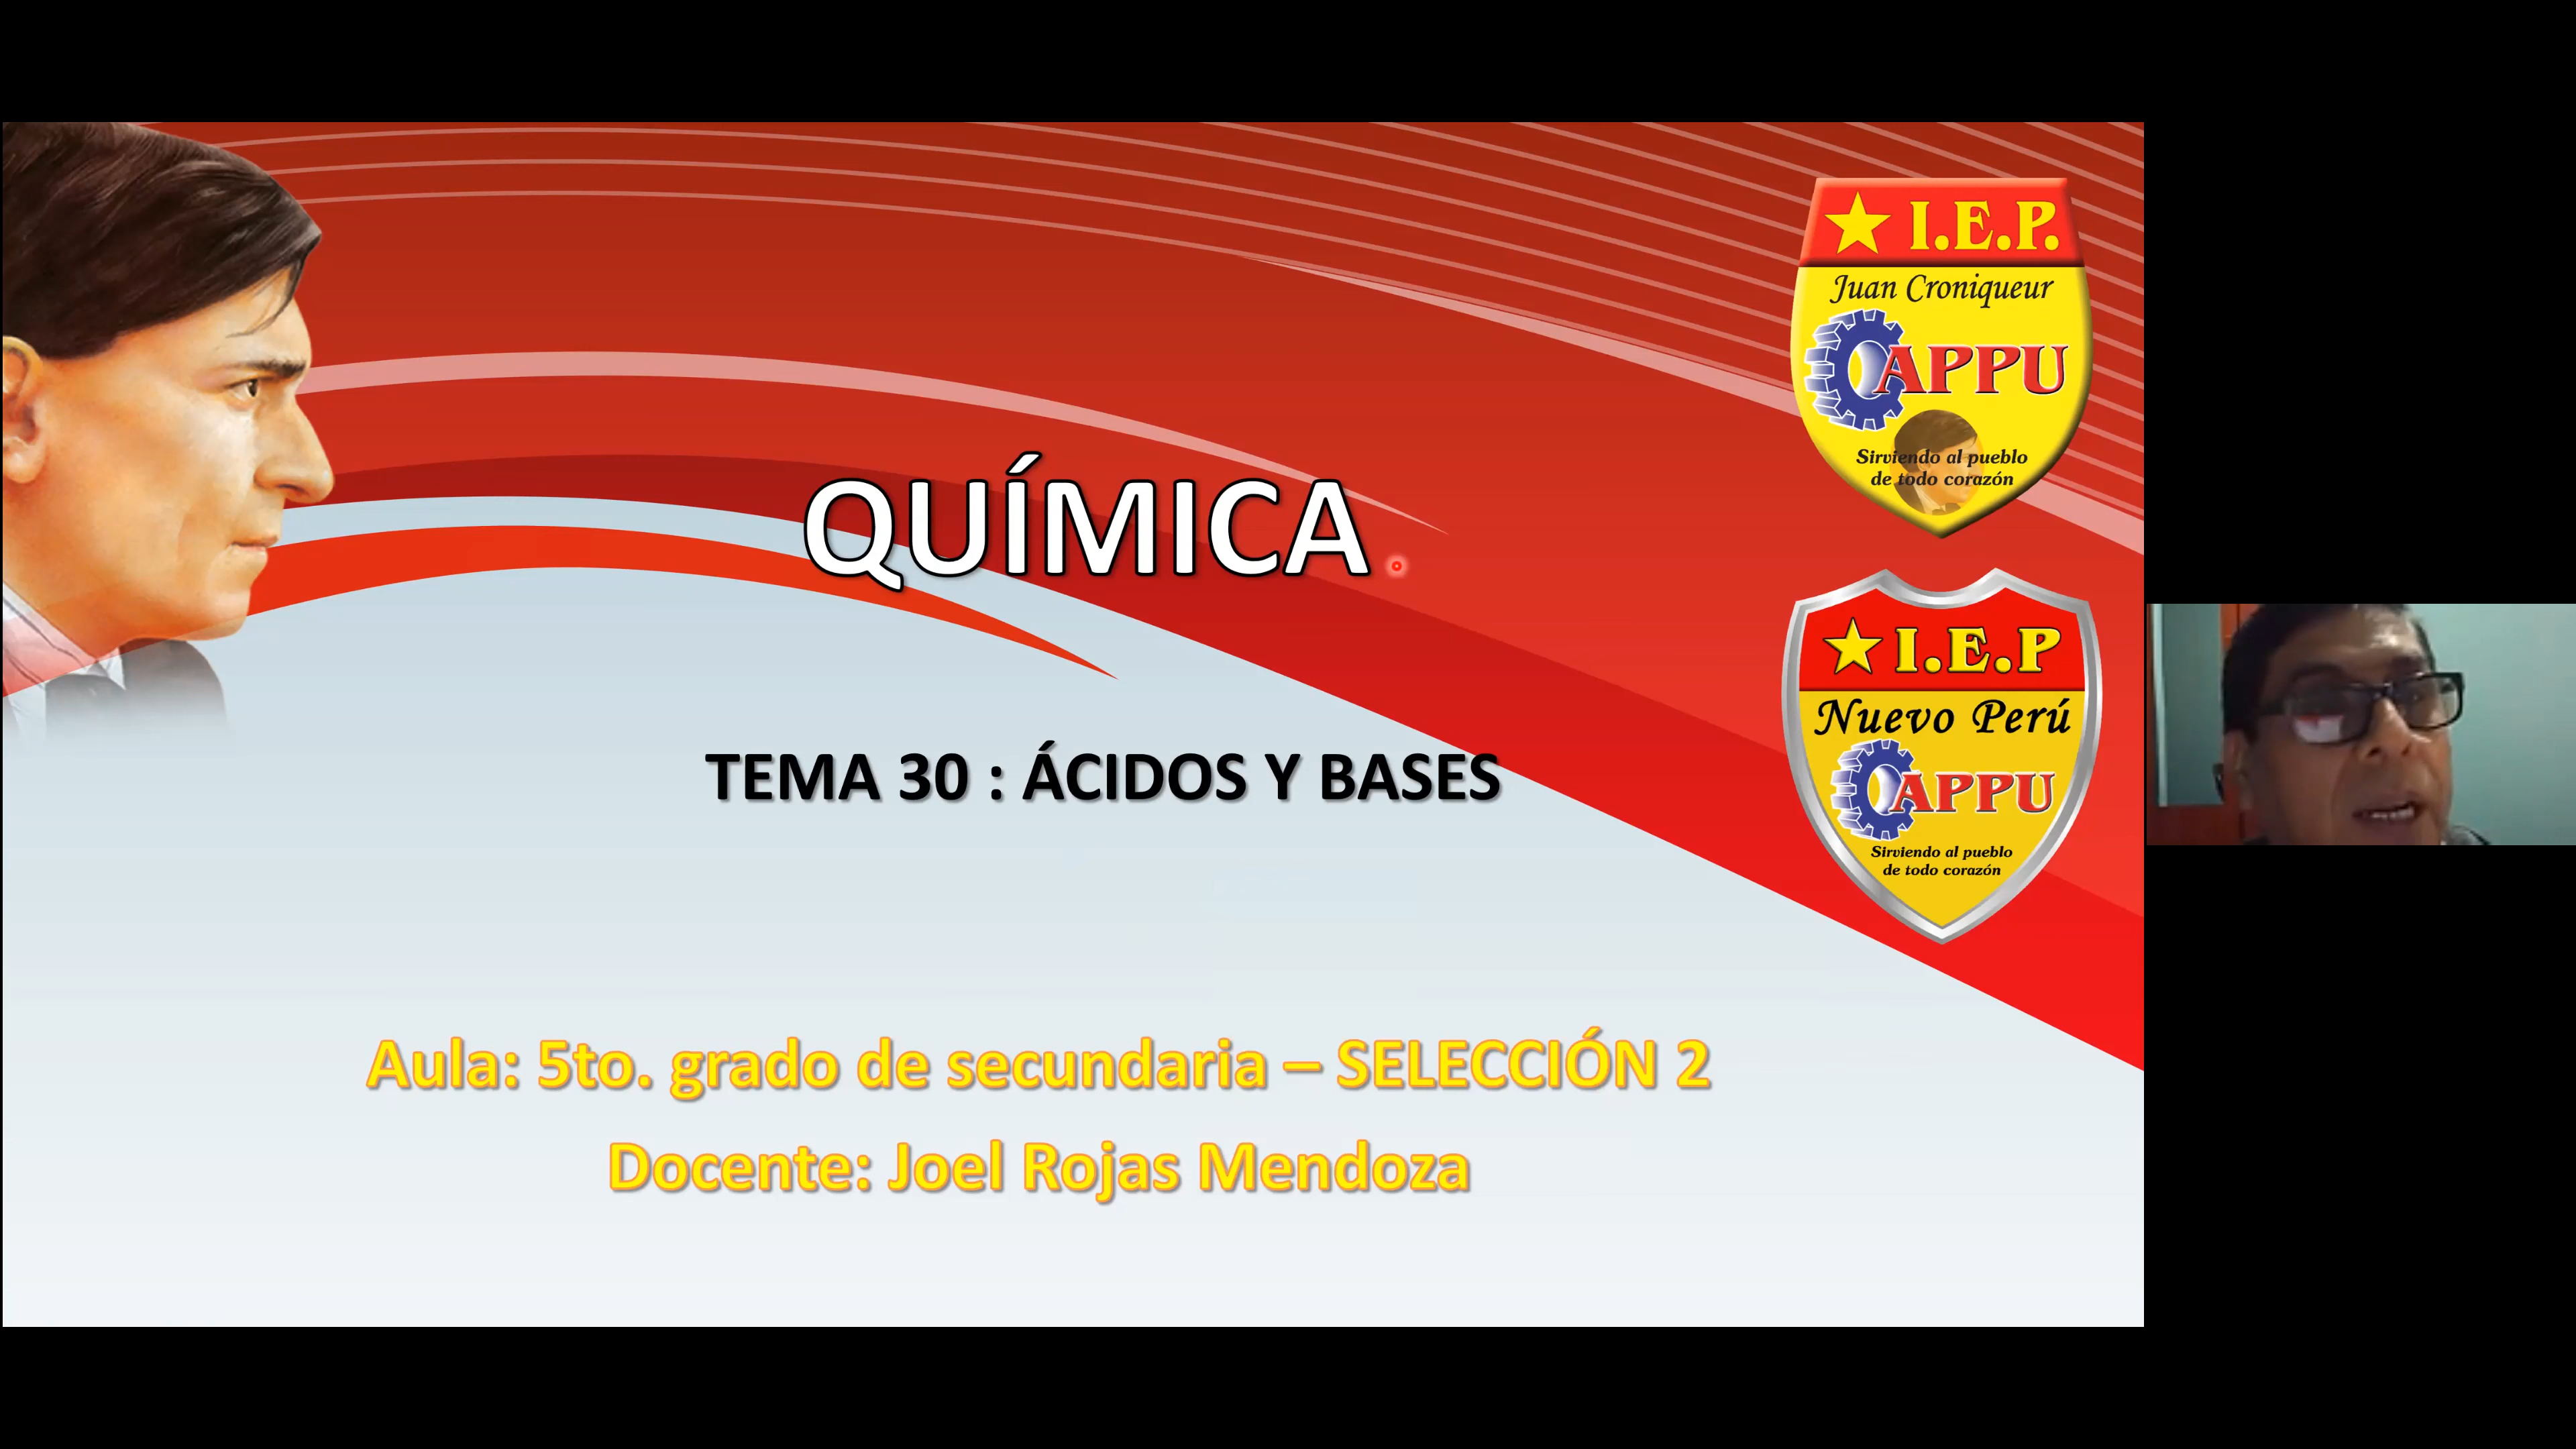 QUÍMICA
TEMA 30 : ÁCIDOS Y BASES
Aula: 5to. grado de secundaria – SELECCIÓN 2
Docente: Joel Rojas Mendoza
I.E.P.
Juan Croniqueur
APPU
Sirviendo al pueblo
de todo corazón
I.E.P
Nuevo Perú
APPU
Sirviendo al pueblo
de todo corazón